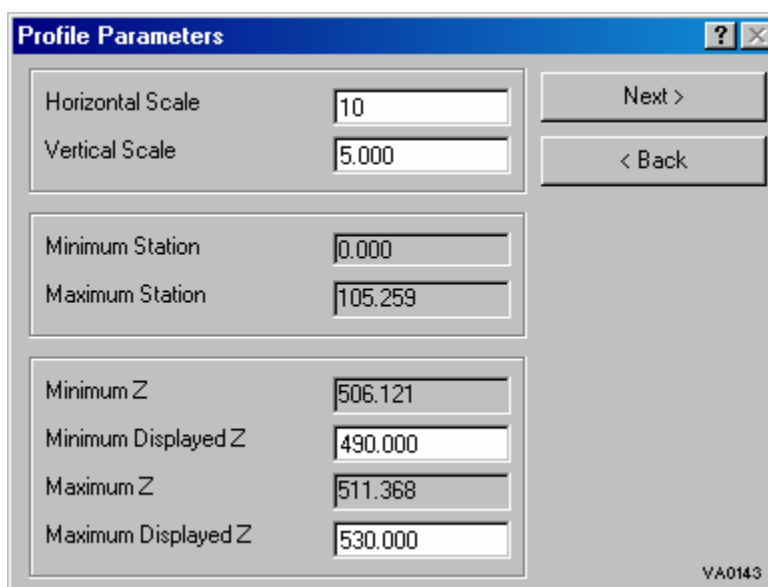 Profile Parameters ? X
Horizontal Scale 10
Vertical Scale 5.000
Next >
< Back
Minimum Station 0.000
Maximum Station 105.259
Minimum Z 506.121
Minimum Displayed Z 490.000
Maximum Z 511.368
Maximum Displayed Z 530.000
VA0143